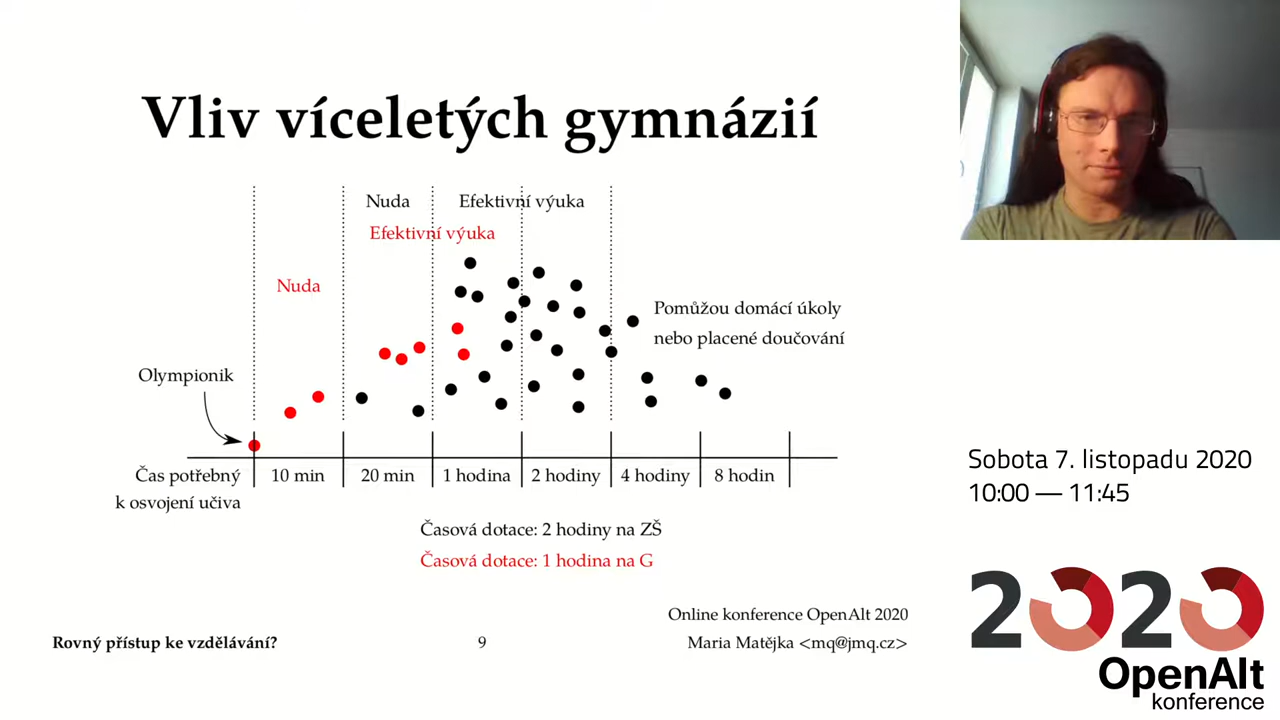 Vliv víceletých gymnázií
Nuda
Efektivní výuka
Efektivní výuka
Nuda
Pomůžou domácí úkoly
nebo placené doučování
Olympionik
Čas potřebný
k osvojení učiva
10 min
20 min
1 hodina
2 hodiny
4 hodiny
8 hodin
Časová dotace: 2 hodiny na ZŠ
Časová dotace: 1 hodina na G
Online konference OpenAlt 2020
Rovný přístup ke vzdělávání?
9
Maria Matějka <mq@jmq.cz>
Sobota 7. listopadu 2020
10:00 — 11:45
2020
OpenAlt
konference